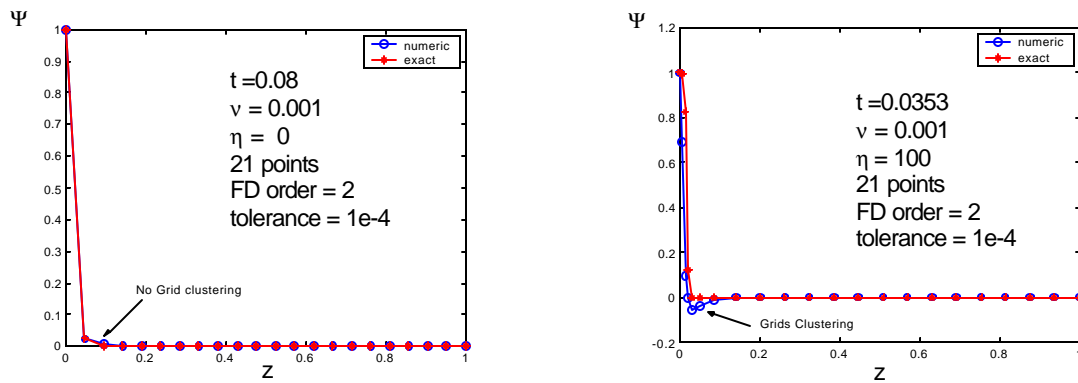 Ψ
numeric
exact
t =0.08
ν = 0.001
η = 0
21 points
FD order = 2
tolerance = 1e-4
No Grid clustering
1
0.9
0.8
0.7
0.6
0.5
0.4
0.3
0.2
0.1
0
0 0.2 0.4 0.6 0.8 1
z
Ψ
numeric
exact
t =0.0353
ν = 0.001
η = 100
21 points
FD order = 2
tolerance = 1e-4
Grids Clustering
1.2
1
0.8
0.6
0.4
0.2
0
-0.2
0 0.2 0.4 0.6 0.8 1
z